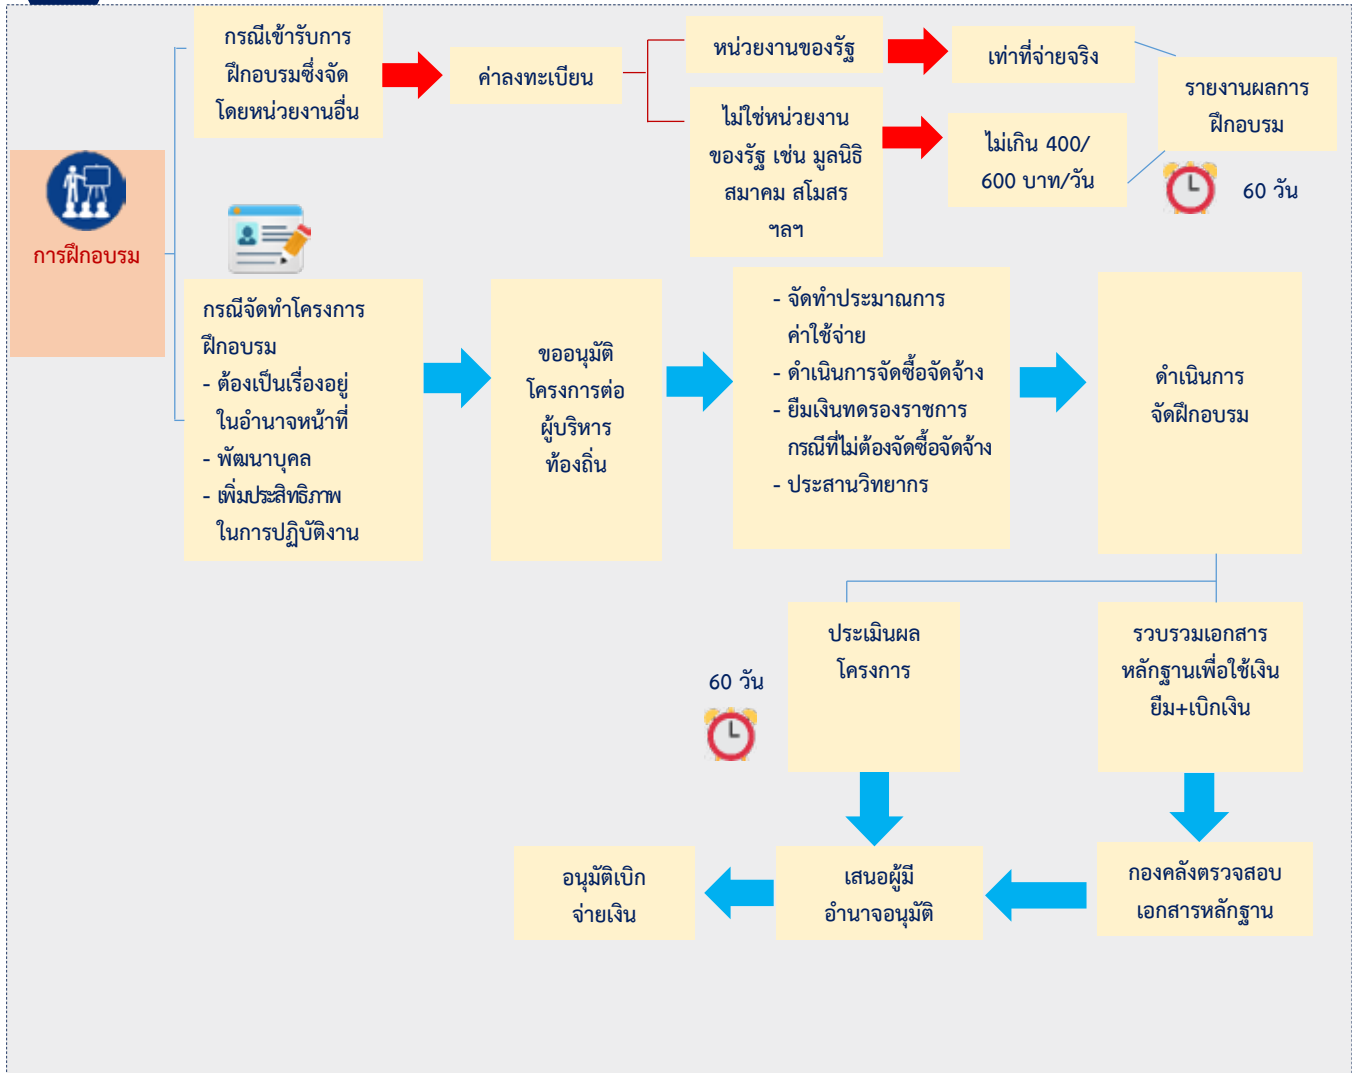 การฝึกอบรม
กรณีเข้ารับการ
ฝึกอบรมซึ่งจัด
โดยหน่วยงานอื่น
ค่าลงทะเบียน
หน่วยงานของรัฐ
เท่าที่จ่ายจริง
ไม่ใช่หน่วยงาน
ของรัฐ เช่น มูลนิธิ
สมาคม สโมสร
ฯลฯ
ไม่เกิน 400/
600 บาท/วัน
รายงานผลการ
ฝึกอบรม
60 วัน
กรณีจัดทำโครงการ
ฝึกอบรม
- ต้องเป็นเรื่องอยู่
ในอำนาจหน้าที่
- พัฒนาบุคล
- เพิ่มประสิทธิภาพ
ในการปฏิบัติงาน
ขออนุมัติ
โครงการต่อ
ผู้บริหาร
ท้องถิ่น
- จัดทำประมาณการ
ค่าใช้จ่าย
- ดำเนินการจัดซื้อจัดจ้าง
- ยืมเงินทดรองราชการ
กรณีที่ไม่ต้องจัดซื้อจัดจ้าง
- ประสานวิทยากร
ดำเนินการ
จัดฝึกอบรม
ประเมินผล
โครงการ
60 วัน
รวบรวมเอกสาร
หลักฐานเพื่อใช้เงิน
ยืม+เบิกเงิน
กองคลังตรวจสอบ
เอกสารหลักฐาน
เสนอผู้มี
อำนาจอนุมัติ
อนุมัติเบิก
จ่ายเงิน